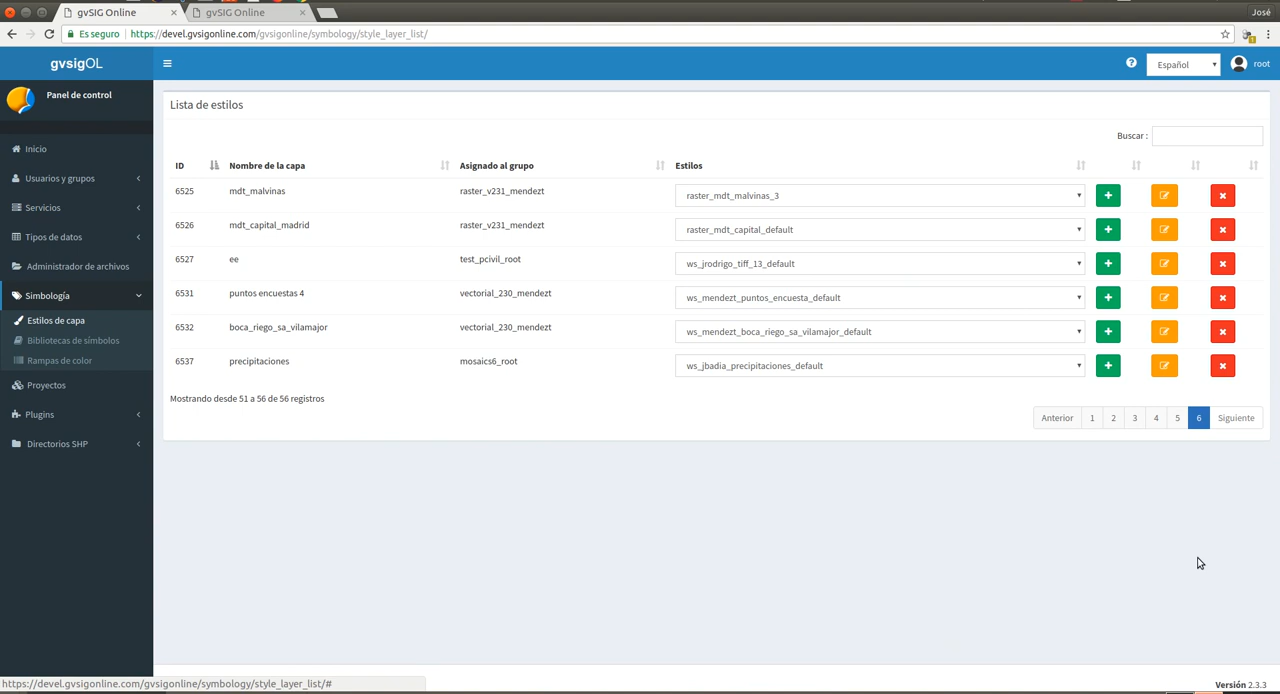 gvSIG Online
gvSIG Online
José
Es seguro https://devel.gvsigonline.com/gvsigonline/symbology/style_layer_list/
gvsigOL
Español
root
Panel de control
Inicio
Usuarios y grupos
Servicios
Tipos de datos
Administrador de archivos
Simbología
Estilos de capa
Bibliotecas de símbolos
Rampas de color
Proyectos
Plugins
Directorios SHP
Lista de estilos
Buscar :
ID Nombre de la capa Asignado al grupo Estilos
6525 mdt_malvinas raster_v231_mendezt raster_mdt_malvinas_3
6526 mdt_capital_madrid raster_v231_mendezt raster_mdt_capital_default
6527 ee test_pcivil_root ws_jrodrigo_tiff_13_default
6531 puntos encuestas 4 vectorial_230_mendezt ws_mendezt_puntos_encuesta_default
6532 boca_riego_sa_vilamajor vectorial_230_mendezt ws_mendezt_boca_riego_sa_vilamajor_default
6537 precipitaciones mosaics6_root ws_jbadia_precipitaciones_default
Mostrando desde 51 a 56 de 56 registros
Anterior 1 2 3 4 5 6 Siguiente
https://devel.gvsigonline.com/gvsigonline/symbology/style_layer_list/#
Versión 2.3.3